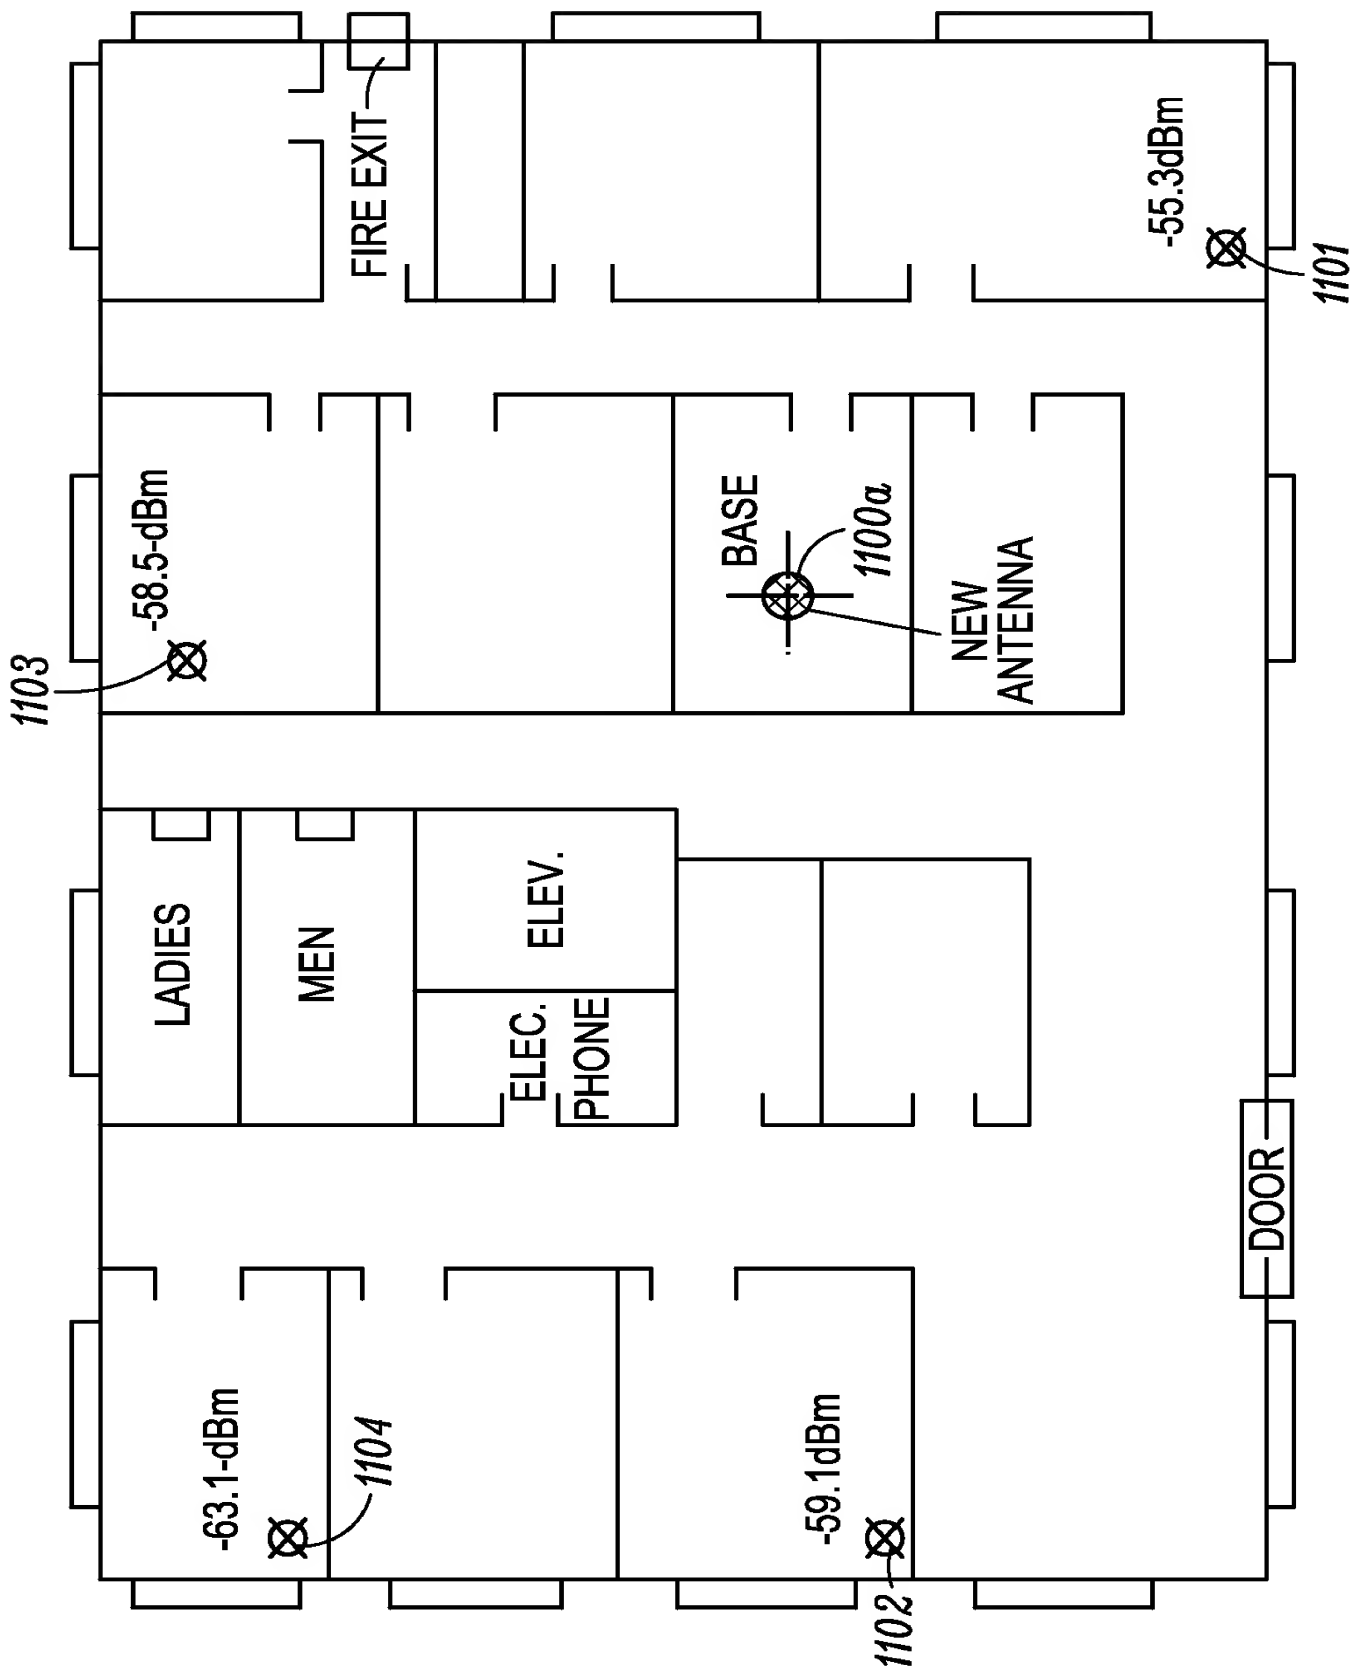 1103
-58.5-dBm
LADIES
-63.1-dBm
MEN
1104
FIRE EXIT
ELEC.
PHONE
ELEV.
BASE
-59.1dBm
1100a
1102
NEW
ANTENNA
-55.3dBm
DOOR
1101